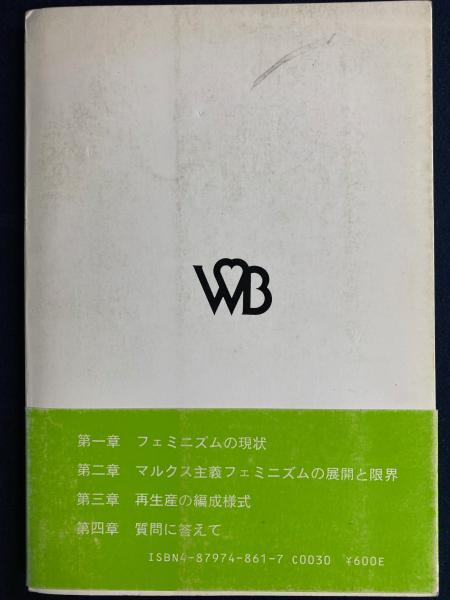 WB
第一章 フェミニズムの現状
第二章 マルクス主義フェミニズムの展開と限界
第三章 再生産の編成様式
第四章 質問に答えて
ISBN4-87974-861-7 C0030 ¥600E